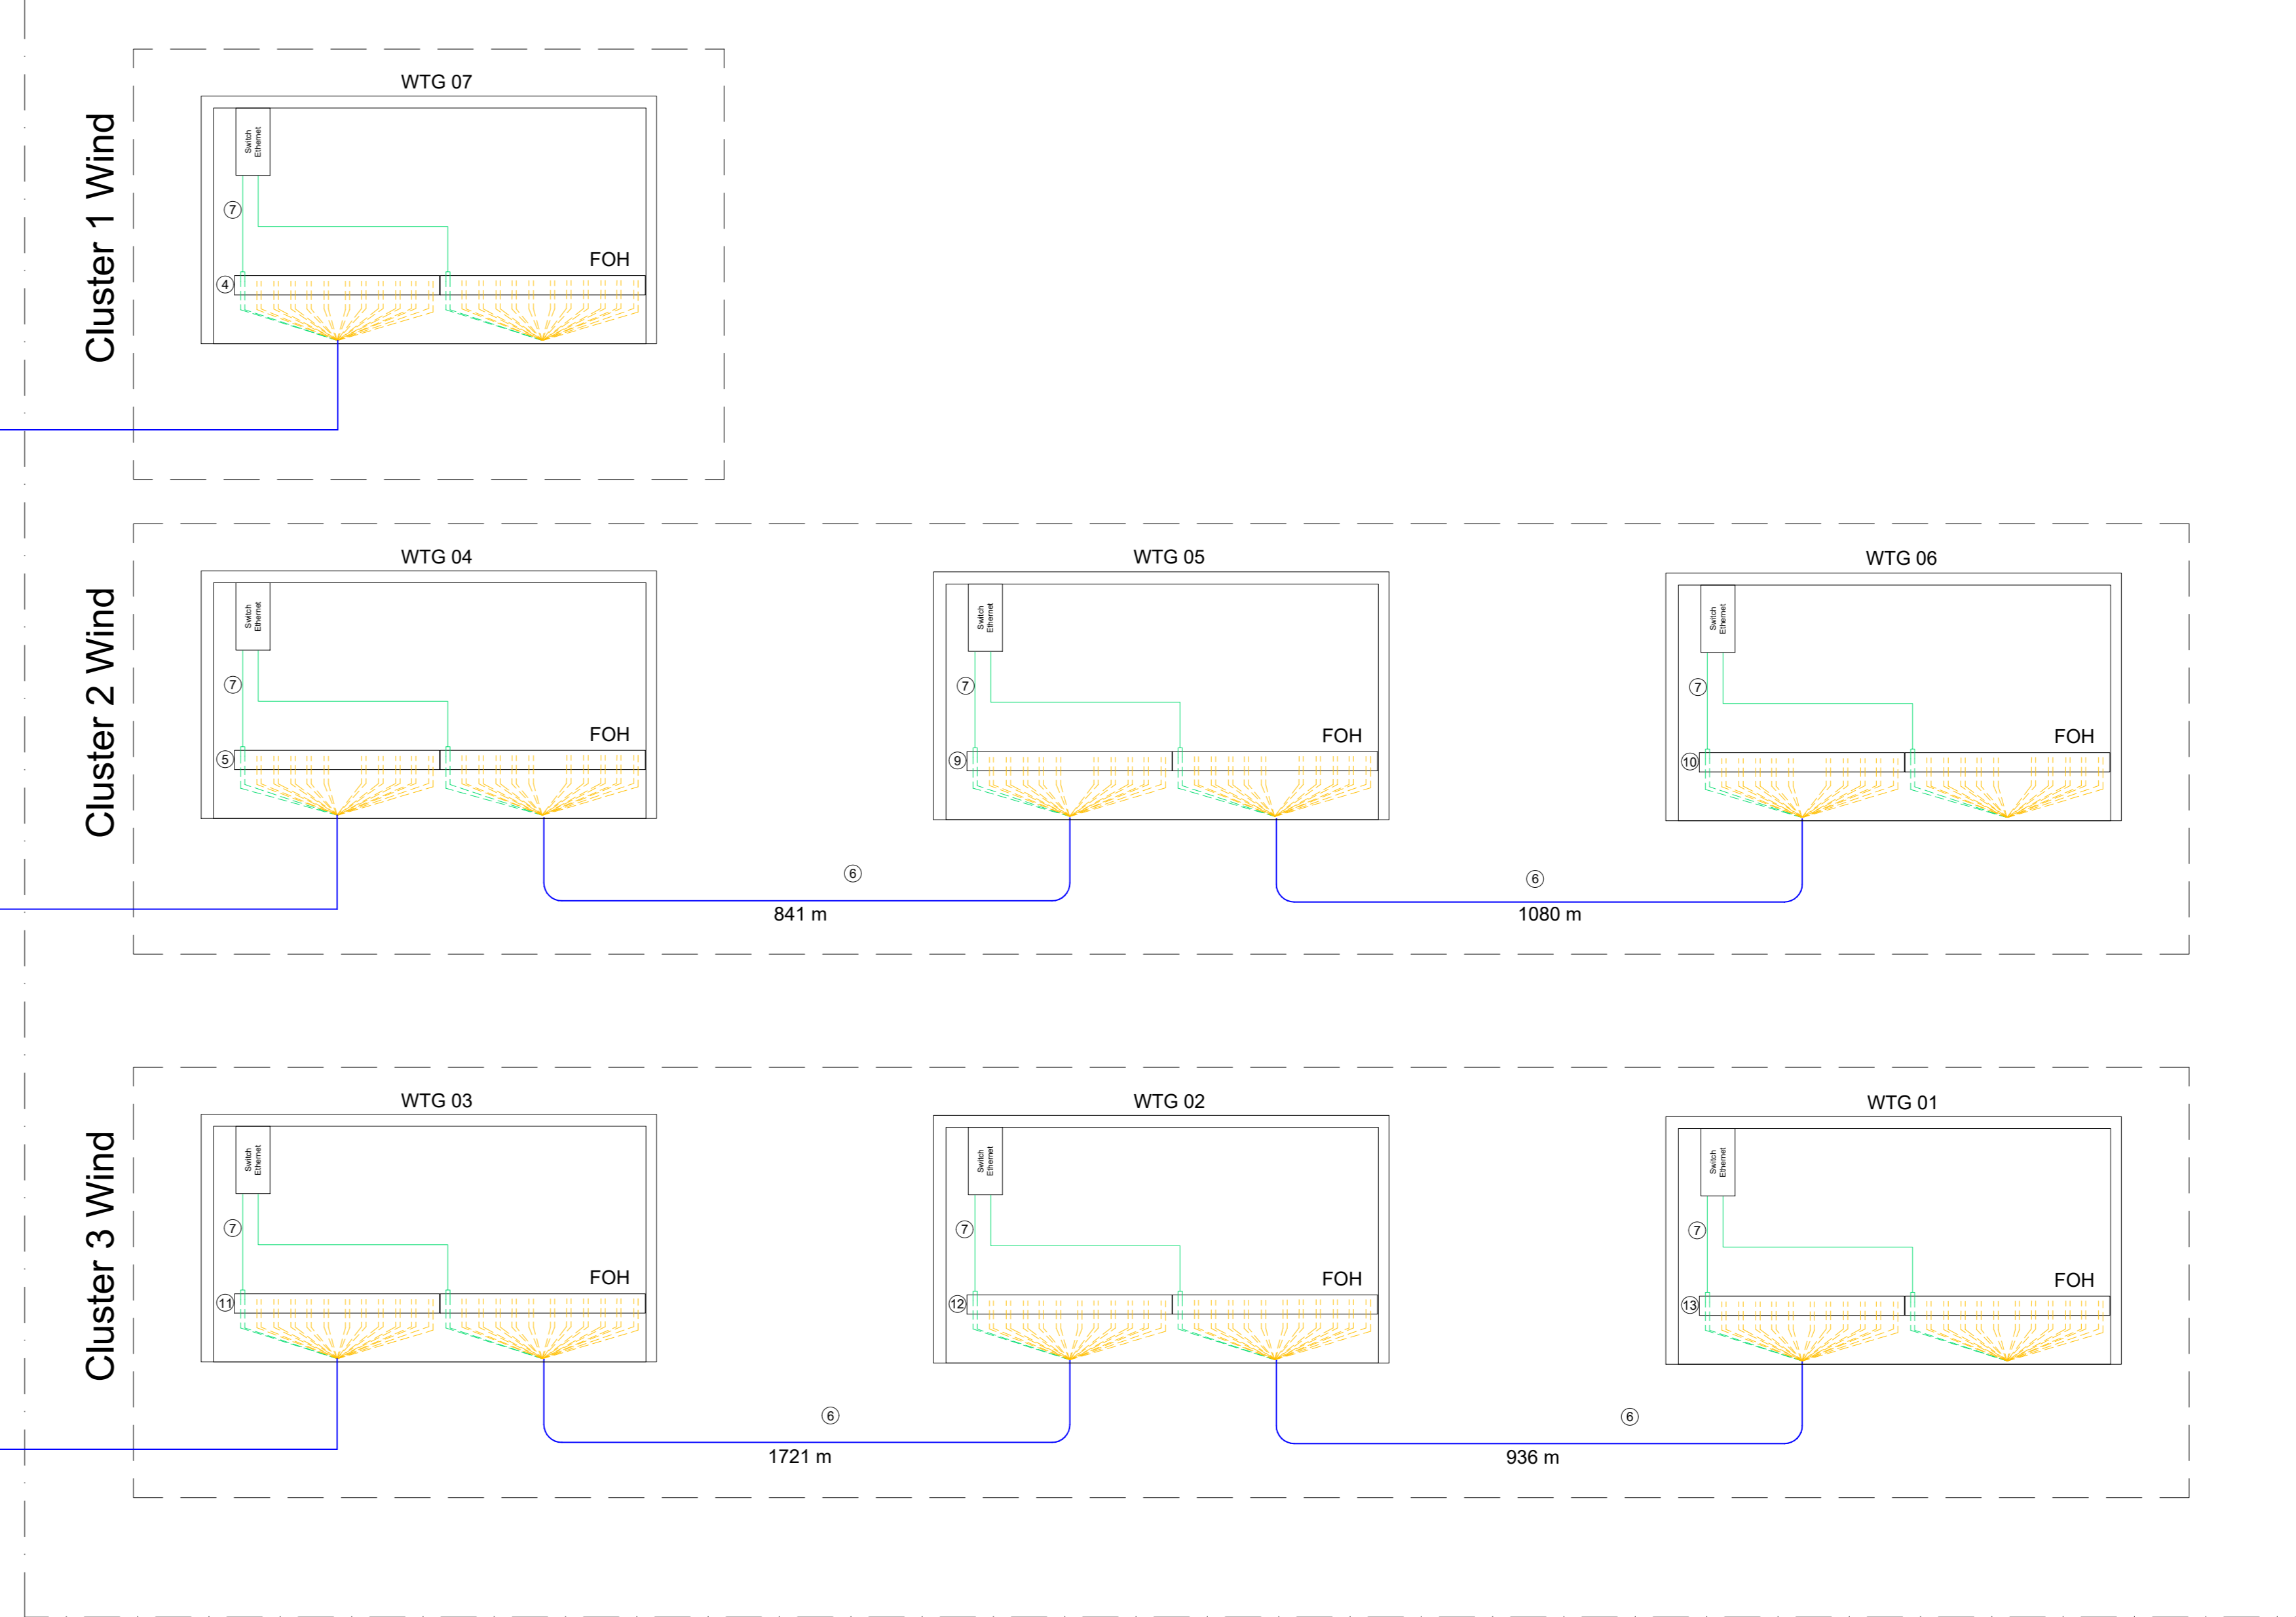 Cluster 1 Wind
WTG 07
Switch
Ethernet
7
FOH
4
Cluster 2 Wind
WTG 04
Switch
Ethernet
7
FOH
5
WTG 05
Switch
Ethernet
7
FOH
9
WTG 06
Switch
Ethernet
7
FOH
10
6
841 m
6
1080 m
Cluster 3 Wind
WTG 03
Switch
Ethernet
7
FOH
11
WTG 02
Switch
Ethernet
7
FOH
12
WTG 01
Switch
Ethernet
7
FOH
13
6
1721 m
6
936 m